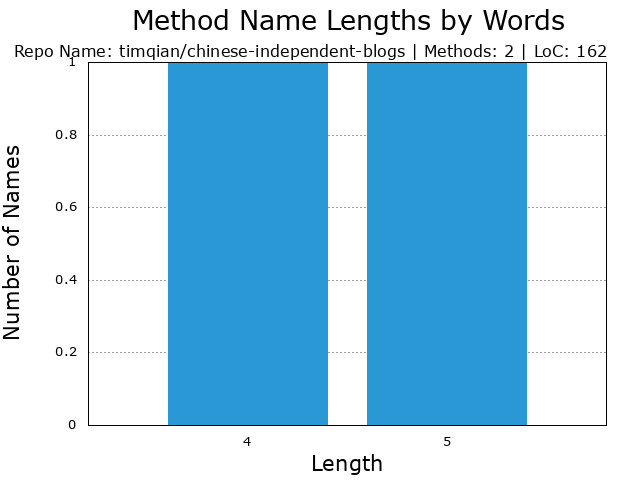 Method Name Lengths by Words
Repo Name: timqian/chinese-independent-blogs | Methods: 2 | LoC: 162
1
0.8
0.6
0.4
0.2
0
Number of Names
4 5
Length